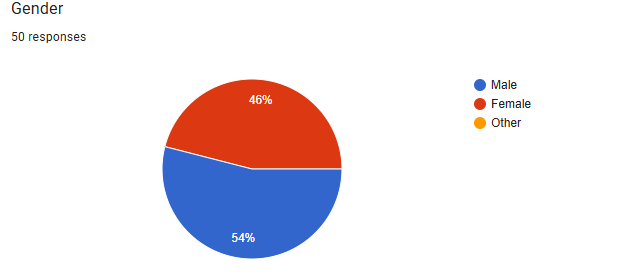 Gender
50 responses
46%
54%
Male
Female
Other